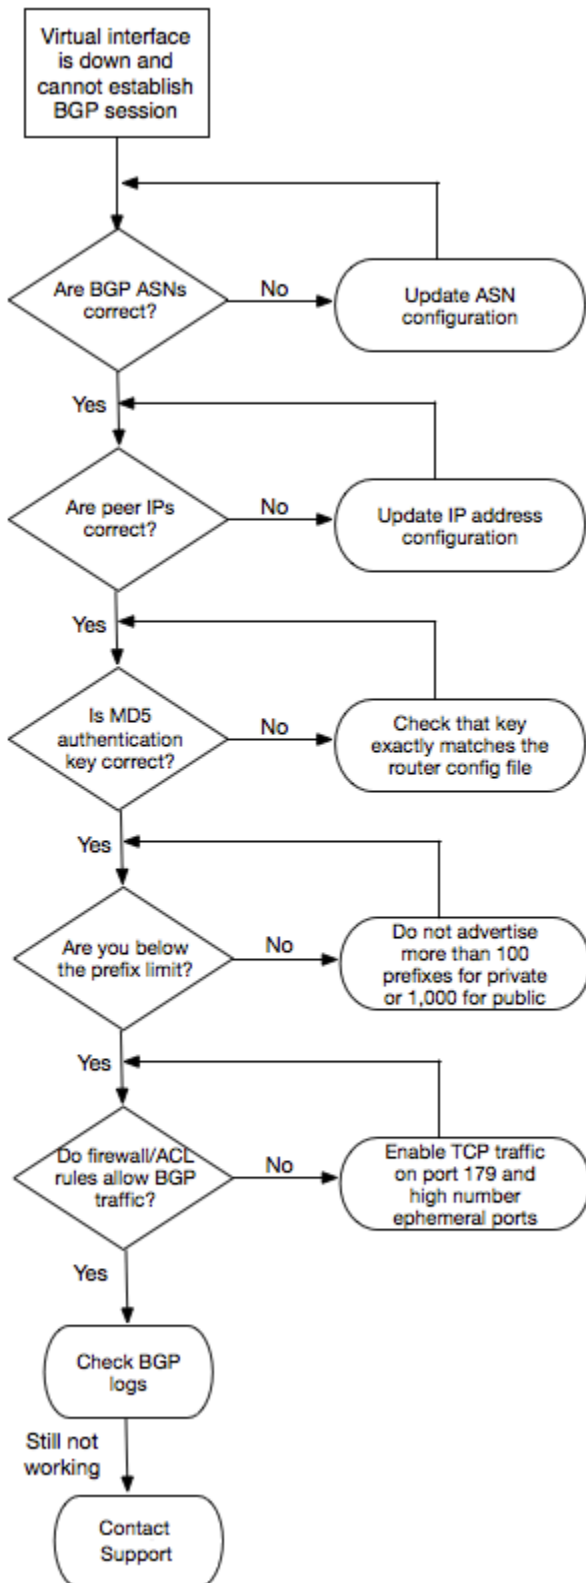 Virtual interface
is down and
cannot establish
BGP session
Are BGP ASNs
correct?
No
Update ASN
configuration
Yes
Are peer IPs
correct?
No
Update IP address
configuration
Yes
Is MD5
authentication
key correct?
No
Check that key
exactly matches the
router config file
Yes
Are you below
the prefix limit?
No
Do not advertise
more than 100
prefixes for private
or 1,000 for public
Yes
Do firewall/ACL
rules allow BGP
traffic?
No
Enable TCP traffic
on port 179 and
high number
ephemeral ports
Yes
Check BGP
logs
Still not
working
Contact
Support